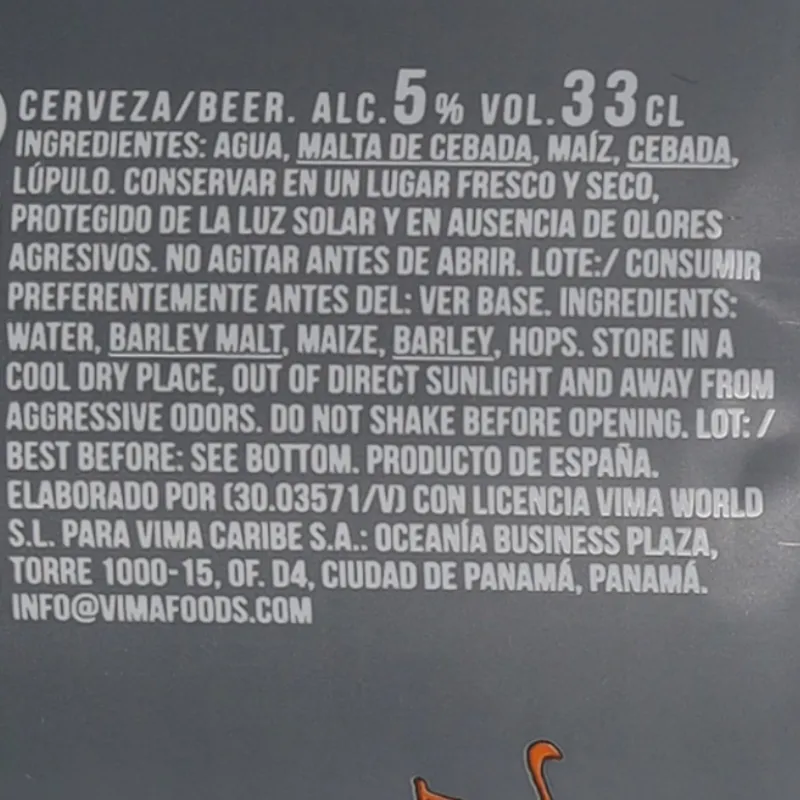 CERVEZA/BEER. ALC.5% VOL.33CL
INGREDIENTES: AGUA, MALTA DE CEBADA, MAÍZ, CEBADA,
LÚPULO. CONSERVAR EN UN LUGAR FRESCO Y SECO,
PROTEGIDO DE LA LUZ SOLAR Y EN AUSENCIA DE OLORES
AGRESIVOS. NO AGITAR ANTES DE ABRIR. LOTE:/ CONSUMIR
PREFERENTEMENTE ANTES DEL: VER BASE. INGREDIENTS:
WATER, BARLEY MALT, MAIZE, BARLEY, HOPS. STORE IN A
COOL DRY PLACE, OUT OF DIRECT SUNLIGHT AND AWAY FROM
AGGRESSIVE ODORS. DO NOT SHAKE BEFORE OPENING. LOT: /
BEST BEFORE: SEE BOTTOM. PRODUCTO DE ESPAÑA.
ELABORADO POR (30.03571/V) CON LICENCIA VIMA WORLD
S.L. PARA VIMA CARIBE S.A.: OCEANÍA BUSINESS PLAZA,
TORRE 1000-15, OF. D4, CIUDAD DE PANAMÁ, PANAMÁ.
INFO@VIMAFOODS.COM